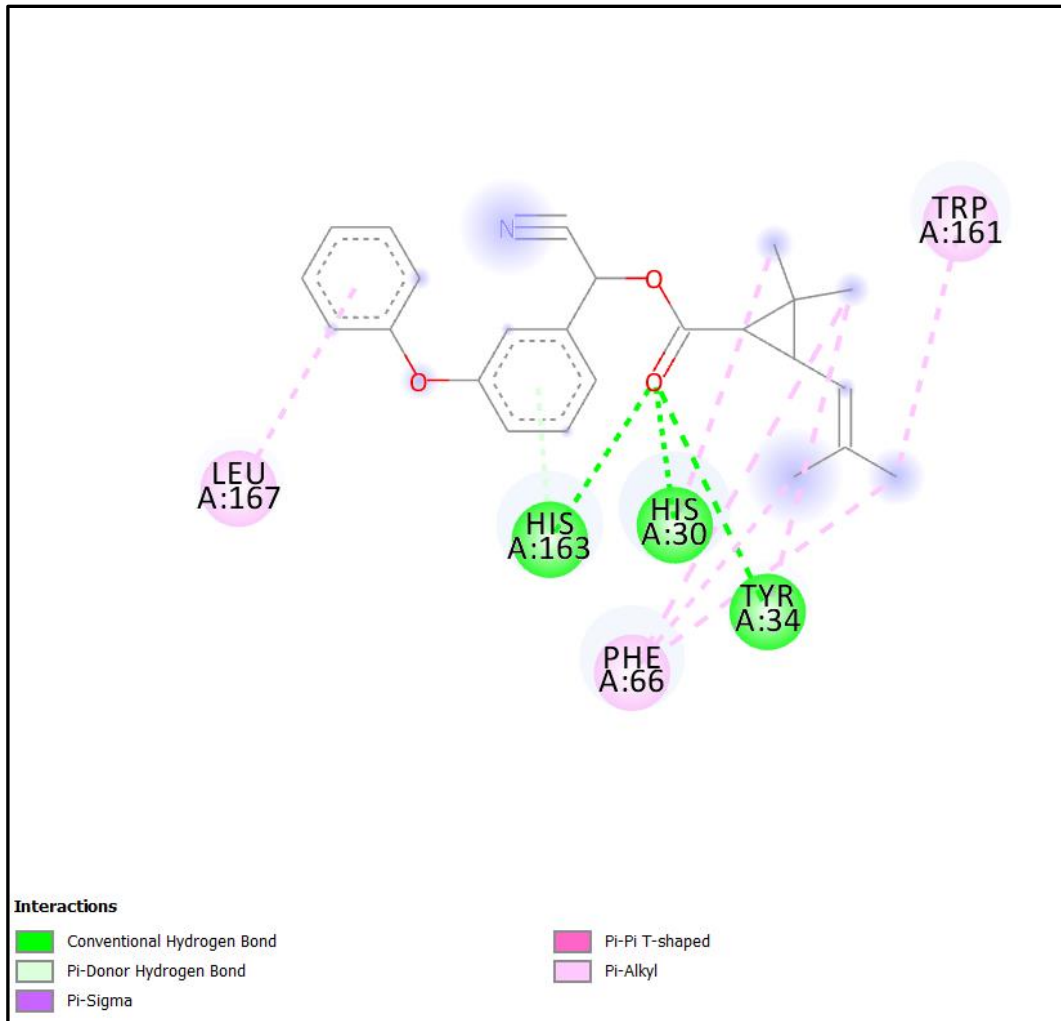 TRP
A:161
N
O
O
O
LEU
A:167
HIS
A:163
HIS
A:30
TYR
A:34
PHE
A:66
Interactions
Conventional Hydrogen Bond
Pi-Donor Hydrogen Bond
Pi-Sigma
Pi-Pi T-shaped
Pi-Alkyl